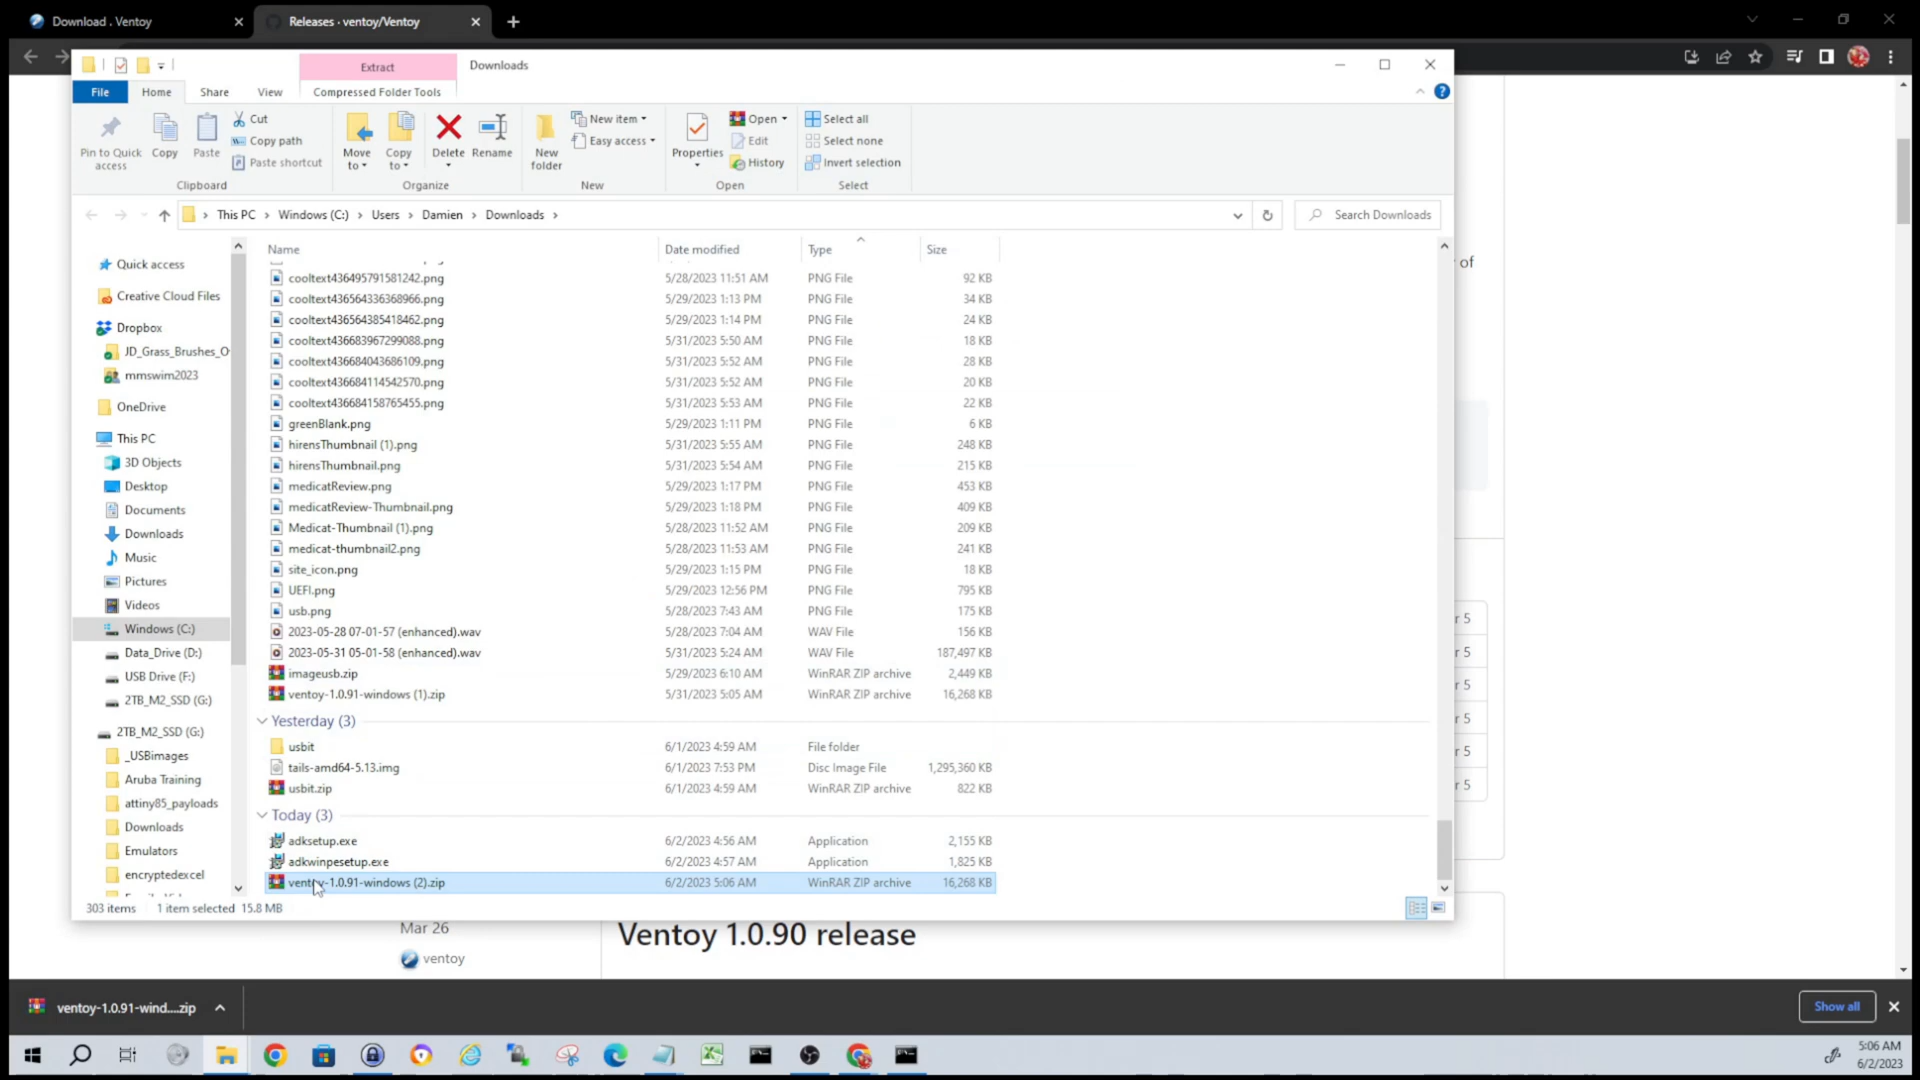 Download . Ventoy
Releases · ventoy/Ventoy
Extract
Downloads
File
Home
Share
View
Compressed Folder Tools
Pin to Quick access
Copy
Paste
Cut
Copy path
Paste shortcut
Clipboard
Move to
Copy to
Delete
Rename
Organize
New folder
New item
Easy access
New
Properties
Open
Edit
History
Open
Select all
Select none
Invert selection
Select
This PC > Windows (C:) > Users > Damien > Downloads >
Search Downloads
Name Date modified Type Size
Quick access
Creative Cloud Files
Dropbox
JD_Grass_Brushes_O
mmswim2023
OneDrive
This PC
3D Objects
Desktop
Documents
Downloads
Music
Pictures
Videos
Windows (C:)
Data_Drive (D:)
USB Drive (F:)
2TB_M2_SSD (G:)
2TB_M2_SSD (G:)
_USBimages
Aruba Training
attiny85_payloads
Downloads
Emulators
encryptedexcel
cooltext436495791581242.png 5/28/2023 11:51 AM PNG File 92 KB
cooltext436564336368966.png 5/29/2023 1:13 PM PNG File 34 KB
cooltext436564385418462.png 5/29/2023 1:14 PM PNG File 24 KB
cooltext436683967299088.png 5/31/2023 5:50 AM PNG File 18 KB
cooltext436684043686109.png 5/31/2023 5:52 AM PNG File 28 KB
cooltext436684114542570.png 5/31/2023 5:52 AM PNG File 20 KB
cooltext436684158765455.png 5/31/2023 5:53 AM PNG File 22 KB
greenBlank.png 5/29/2023 1:11 PM PNG File 6 KB
hirensThumbnail (1).png 5/31/2023 5:55 AM PNG File 248 KB
hirensThumbnail.png 5/31/2023 5:54 AM PNG File 215 KB
medicatReview.png 5/29/2023 1:17 PM PNG File 453 KB
medicatReview-Thumbnail.png 5/29/2023 1:18 PM PNG File 409 KB
Medicat-Thumbnail (1).png 5/28/2023 11:52 AM PNG File 209 KB
medicat-thumbnail2.png 5/28/2023 11:53 AM PNG File 241 KB
site_icon.png 5/29/2023 1:15 PM PNG File 18 KB
UEFI.png 5/29/2023 12:56 PM PNG File 795 KB
usb.png 5/28/2023 7:43 AM PNG File 175 KB
2023-05-28 07-01-57 (enhanced).wav 5/28/2023 7:04 AM WAV File 156 KB
2023-05-31 05-01-58 (enhanced).wav 5/31/2023 5:24 AM WAV File 187,497 KB
imageusb.zip 5/29/2023 6:10 AM WinRAR ZIP archive 2,449 KB
ventoy-1.0.91-windows (1).zip 5/31/2023 5:05 AM WinRAR ZIP archive 16,268 KB
Yesterday (3)
usbit 6/1/2023 4:59 AM File folder
tails-amd64-5.13.img 6/1/2023 7:53 PM Disc Image File 1,295,360 KB
usbit.zip 6/1/2023 4:59 AM WinRAR ZIP archive 822 KB
Today (3)
adksetup.exe 6/2/2023 4:56 AM Application 2,155 KB
adkwinpesetup.exe 6/2/2023 4:57 AM Application 1,825 KB
ventoy-1.0.91-windows (2).zip 6/2/2023 5:06 AM WinRAR ZIP archive 16,268 KB
303 items 1 item selected 15.8 MB
of
r 5
r 5
r 5
r 5
r 5
r 5
Mar 26
ventoy
Ventoy 1.0.90 release
ventoy-1.0.91-wind....zip
Show all
5:06 AM
6/2/2023